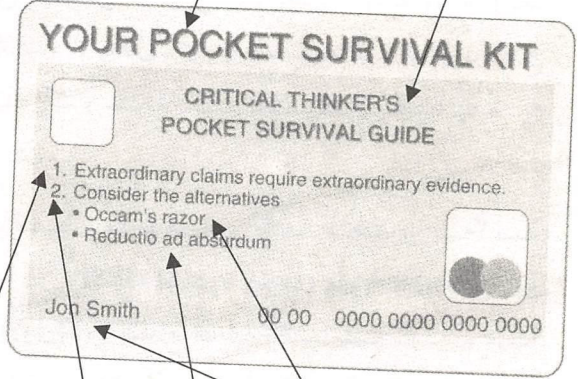 YOUR POCKET SURVIVAL KIT
CRITICAL THINKER'S
POCKET SURVIVAL GUIDE
1. Extraordinary claims require extraordinary evidence.
2. Consider the alternatives
• Occam's razor
• Reductio ad absurdum
Jon Smith 00 00 0000 0000 0000 0000